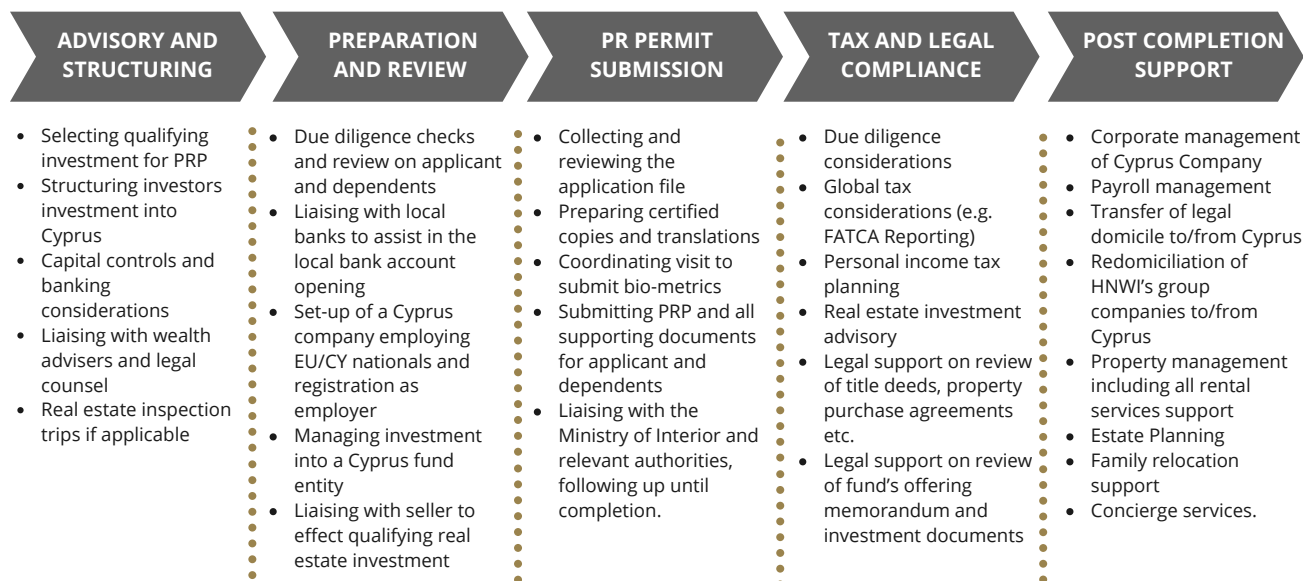 ADVISORY AND
STRUCTURING
PREPARATION
AND REVIEW
PR PERMIT
SUBMISSION
TAX AND LEGAL
COMPLIANCE
POST COMPLETION
SUPPORT
• Selecting qualifying
investment for PRP
• Structuring investors
investment into
Cyprus
• Capital controls and
banking
considerations
• Liaising with wealth
advisers and legal
counsel
• Real estate inspection
trips if applicable
• Due diligence checks
and review on applicant
and dependents
• Liaising with local
banks to assist in the
local bank account
opening
• Set-up of a Cyprus
company employing
EU/CY nationals and
registration as
employer
• Managing investment
into a Cyprus fund
entity
• Liaising with seller to
effect qualifying real
estate investment
• Collecting and
reviewing the
application file
• Preparing certified
copies and translations
• Coordinating visit to
submit bio-metrics
• Submitting PRP and all
supporting documents
for applicant and
dependents
• Liaising with the
Ministry of Interior and
relevant authorities,
following up until
completion.
• Due diligence
considerations
• Global tax
considerations (e.g.
FATCA Reporting)
• Personal income tax
planning
• Real estate investment
advisory
• Legal support on review
of title deeds, property
purchase agreements
etc.
• Legal support on review
of fund's offering
memorandum and
investment documents
• Corporate management
of Cyprus Company
• Payroll management
• Transfer of legal
domicile to/from Cyprus
• Redomiciliation of
HNWI's group
companies to/from
Cyprus
• Property management
including all rental
services support
• Estate Planning
• Family relocation
support
• Concierge services.